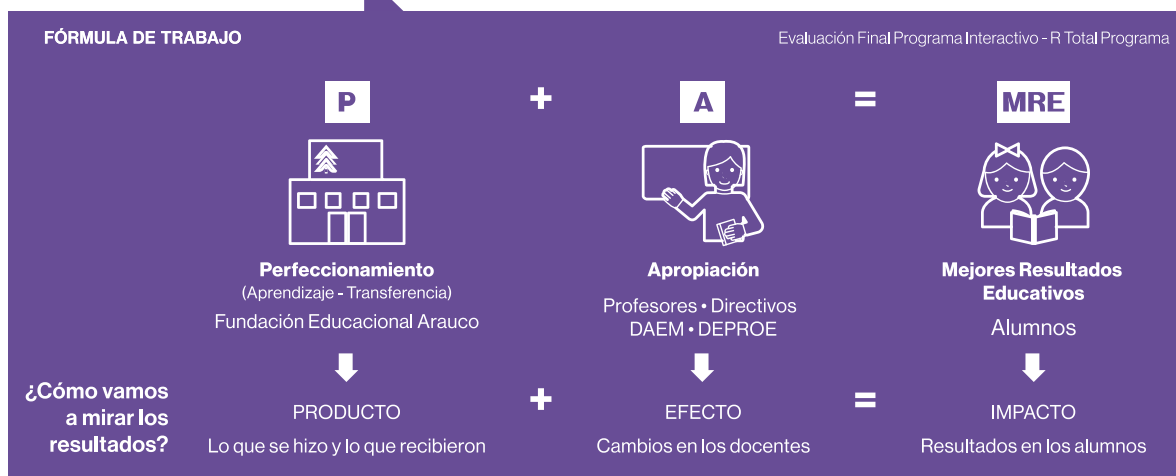 FÓRMULA DE TRABAJO
Evaluación Final Programa Interactivo - R Total Programa
P + A = MRE
Perfeccionamiento
(Aprendizaje - Transferencia)
Fundación Educacional Arauco
Apropiación
Profesores • Directivos
DAEM • DEPROE
Mejores Resultados
Educativos
Alumnos
¿Cómo vamos
a mirar los
resultados?
PRODUCTO + EFECTO = IMPACTO
Lo que se hizo y lo que recibieron
Cambios en los docentes
Resultados en los alumnos